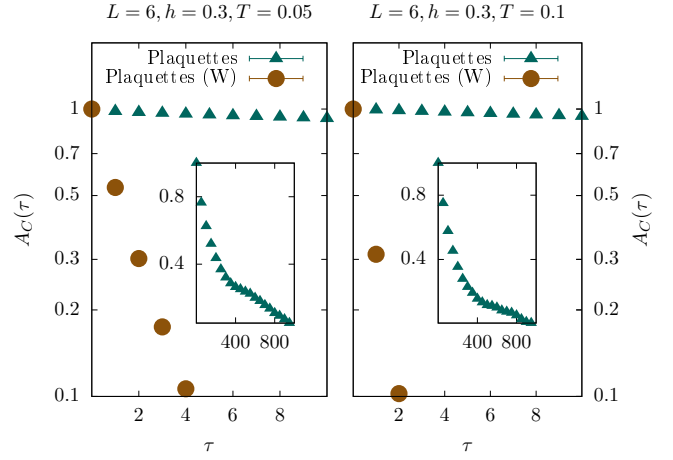 L = 6, h = 0.3, T = 0.05
L = 6, h = 0.3, T = 0.1
Plaquettes
Plaquettes (W)
Plaquettes
Plaquettes (W)
1
0.7
0.5
0.3
0.2
0.1
A_C(τ)
0.8
0.4
400 800
2 4 6 8
τ
0.8
0.4
400 800
2 4 6 8
τ
1
0.7
0.5
0.3
0.2
0.1
A_C(τ)